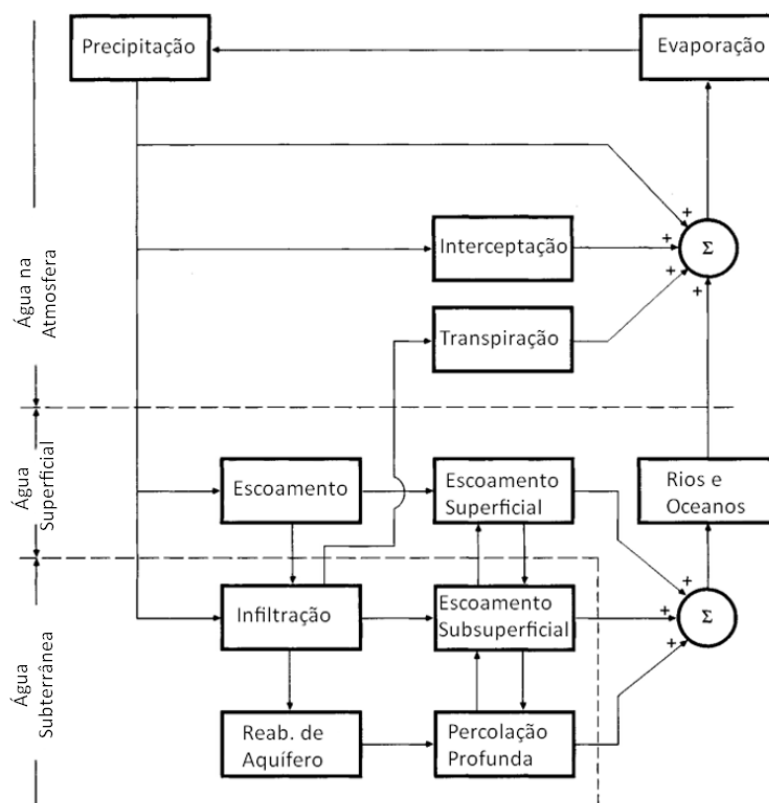 Precipitação
Evaporação
+
Interceptação
+
Σ
+
+
Transpiração
Água na
Atmosfera
Água
Superficial
Escoamento
Escoamento
Superficial
Rios e
Oceanos
+
Infiltração
Escoamento
Subsuperficial
+
Σ
+
Água
Subterrânea
Reab. de
Aquífero
Percolação
Profunda